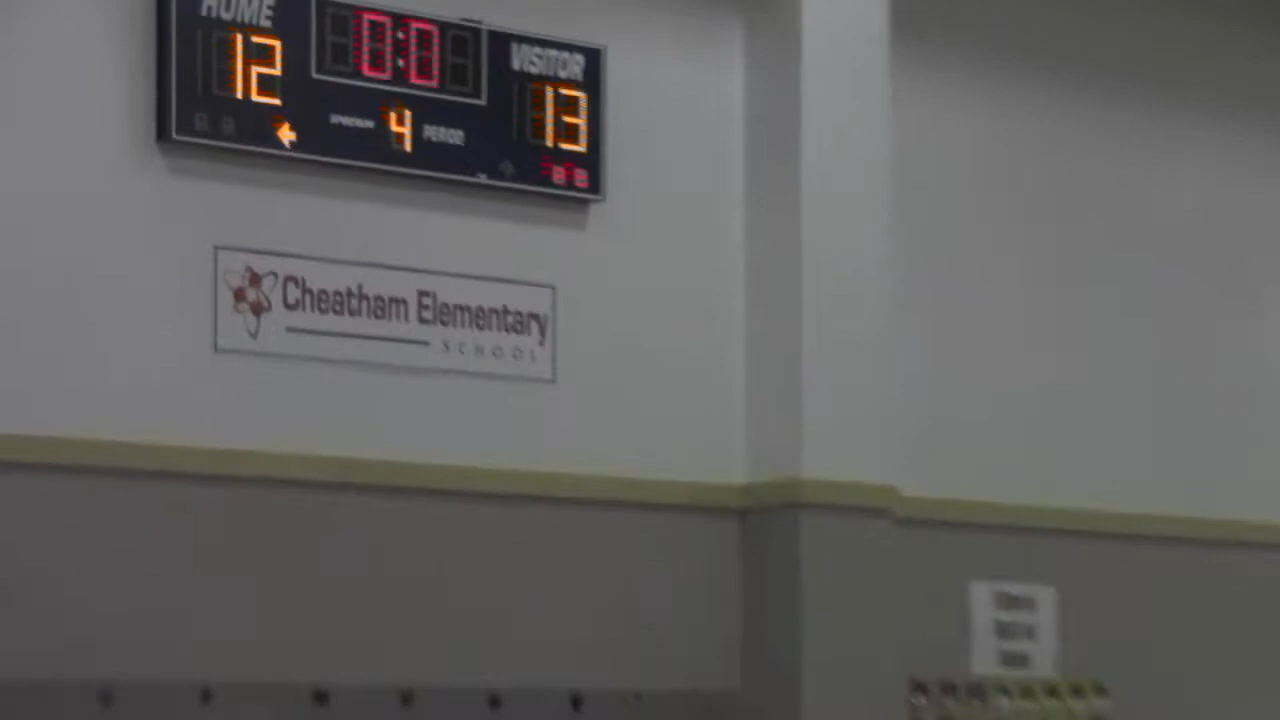 HOME
12
0:0
VISITOR
13
4 PERIOD
Cheatham Elementary
SCHOOL